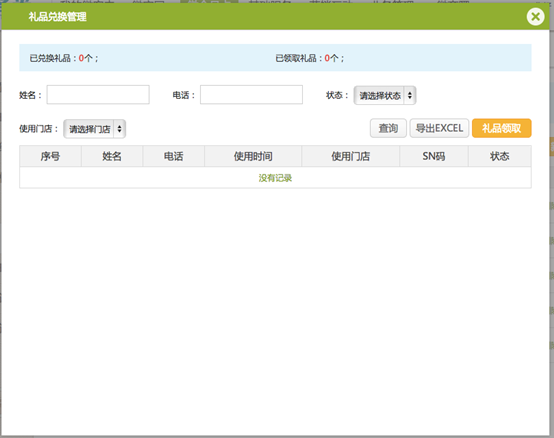 礼品兑换管理
已兑换礼品：0个； 已领取礼品：0个；
姓名： 电话： 状态： 请选择状态
使用门店： 请选择门店 查询 导出EXCEL 礼品领取
序号 姓名 电话 使用时间 使用门店 SN码 状态
没有记录